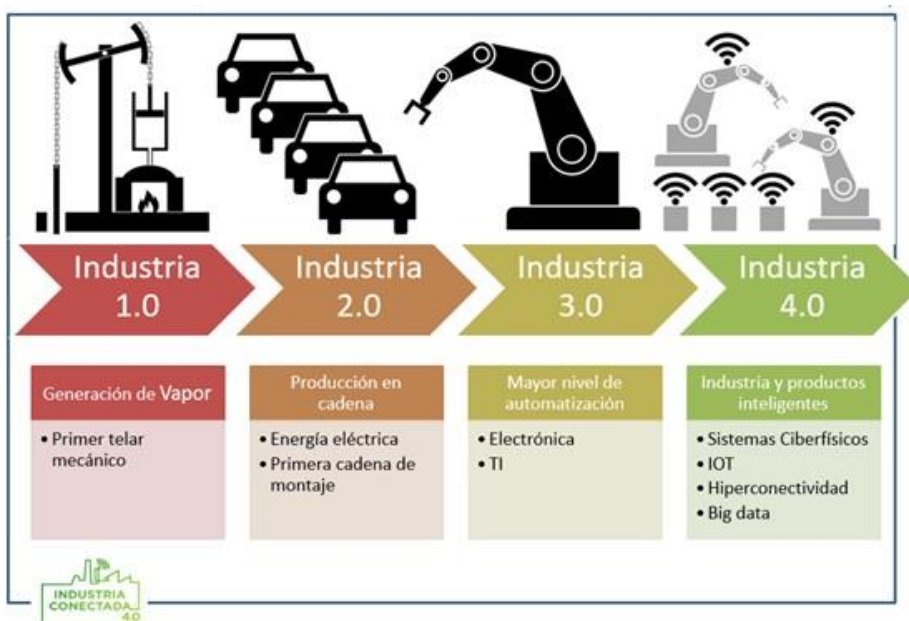 Industria
1.0
Industria
2.0
Industria
3.0
Industria
4.0
Generación de Vapor
• Primer telar
mecánico
Producción en
cadena
• Energía eléctrica
• Primera cadena de
montaje
Mayor nivel de
automatización
• Electrónica
• TI
Industria y productos
inteligentes
• Sistemas Ciberfísicos
• IOT
• Hiperconectividad
• Big data
INDUSTRIA
CONECTADA
4.0